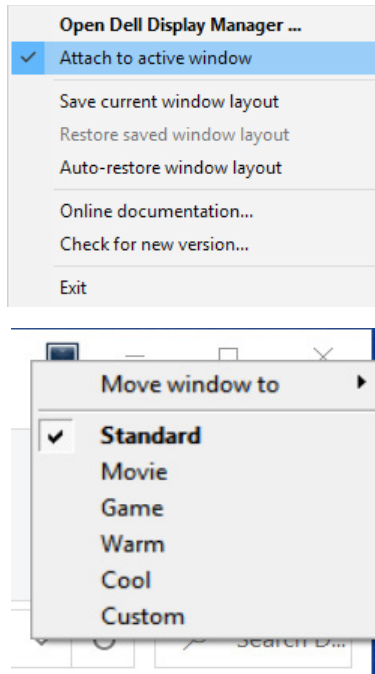 Open Dell Display Manager ...
Attach to active window
Save current window layout
Restore saved window layout
Auto-restore window layout
Online documentation...
Check for new version...
Exit
Move window to
Standard
Movie
Game
Warm
Cool
Custom
Search D...